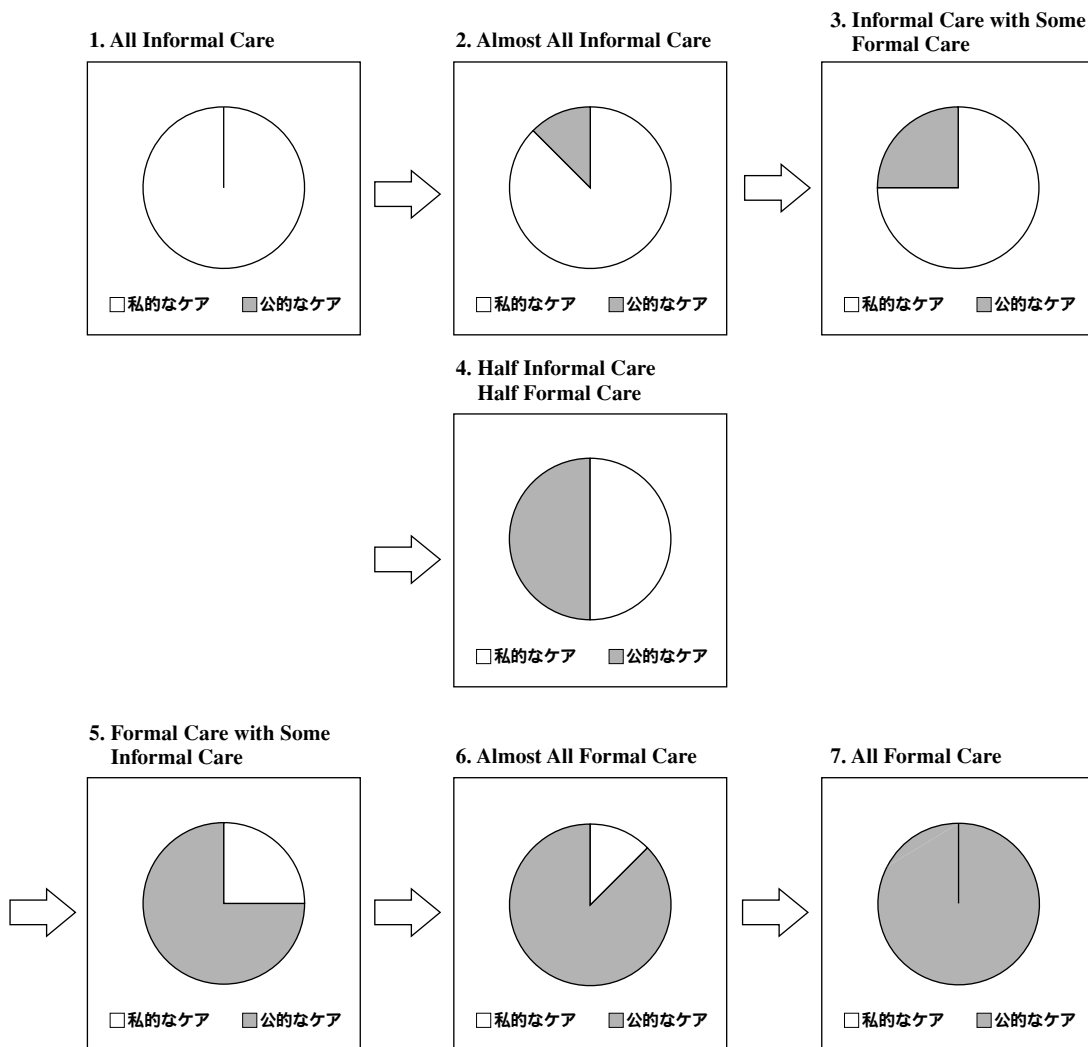 1. All Informal Care
□私的なケア ■公的なケア
2. Almost All Informal Care
□私的なケア ■公的なケア
3. Informal Care with Some
Formal Care
□私的なケア ■公的なケア
4. Half Informal Care
Half Formal Care
□私的なケア ■公的なケア
5. Formal Care with Some
Informal Care
□私的なケア ■公的なケア
6. Almost All Formal Care
□私的なケア ■公的なケア
7. All Formal Care
□私的なケア ■公的なケア